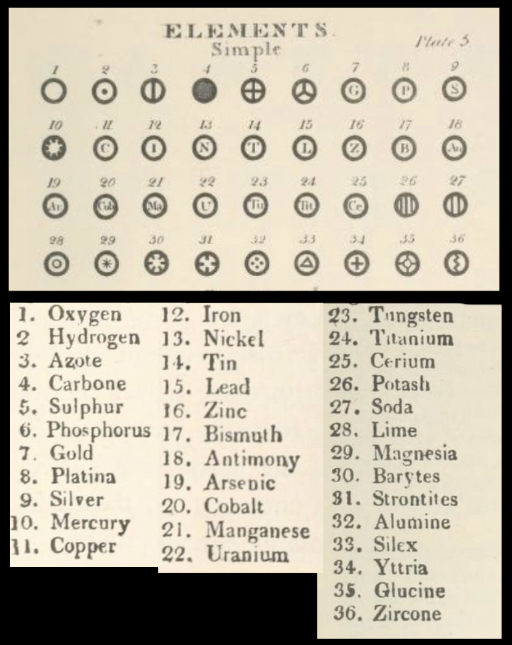 ELEMENTS.
Simple
Plate 5
1 2 3 4 5 6 7 8 9
G P S
10 11 12 13 14 15 16 17 18
C I N T L Z B An
19 20 21 22 23 24 25 26 27
Ar Cob Ma U Tu Tit Ce
28 29 30 31 32 33 34 35 36
1. Oxygen
2 Hydrogen
3. Azote
4. Carbone
5. Sulphur
6. Phosphorus
7. Gold
8. Platina
9. Silver
10. Mercury
11. Copper
12. Iron
13. Nickel
14. Tin
15. Lead
16. Zinc
17. Bismuth
18. Antimony
19. Arsenic
20. Cobalt
21. Manganese
22. Uranium
23. Tungsten
24. Titanium
25. Cerium
26. Potash
27. Soda
28. Lime
29. Magnesia
30. Barytes
31. Strontites
32. Alumine
33. Silex
34. Yttria
35. Glucine
36. Zircone